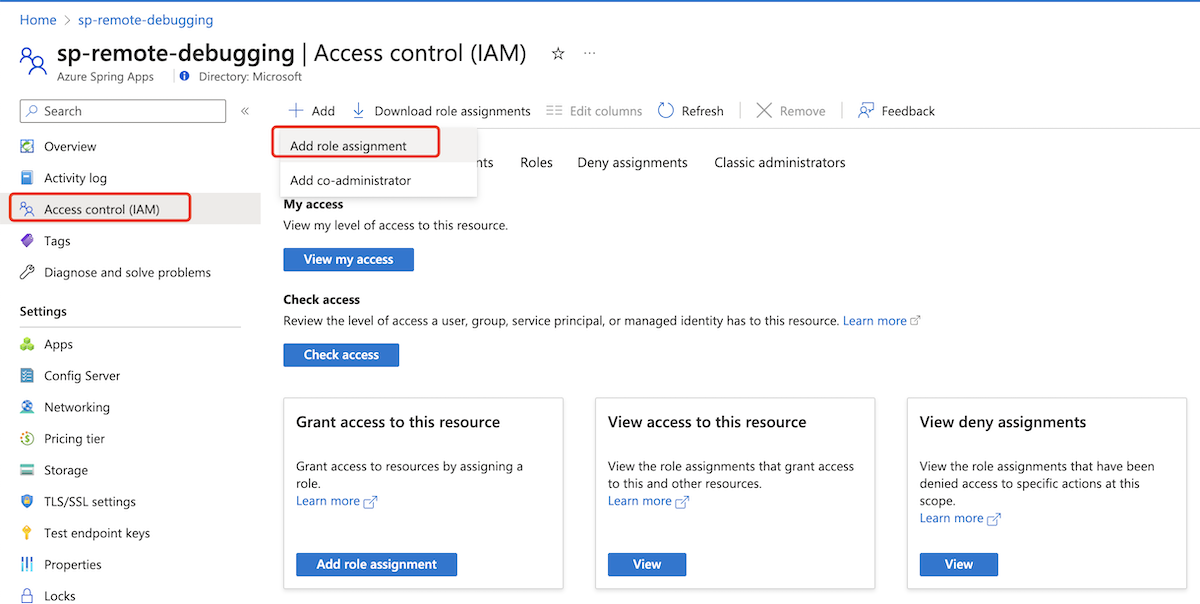 Home > sp-remote-debugging
sp-remote-debugging | Access control (IAM)
Azure Spring Apps
Directory: Microsoft
Search
«
Overview
Activity log
Access control (IAM)
Tags
Diagnose and solve problems
Settings
Apps
Config Server
Networking
Pricing tier
Storage
TLS/SSL settings
Test endpoint keys
Properties
Locks
Add
Download role assignments
Edit columns
Refresh
Remove
Feedback
Add role assignment
Add co-administrator
nts
Roles
Deny assignments
Classic administrators
My access
View my level of access to this resource.
View my access
Check access
Review the level of access a user, group, service principal, or managed identity has to this resource. Learn more
Check access
Grant access to this resource
Grant access to resources by assigning a
role.
Learn more
Add role assignment
View access to this resource
View the role assignments that grant access
to this and other resources.
Learn more
View
View deny assignments
View the role assignments that have been
denied access to specific actions at this
scope.
Learn more
View